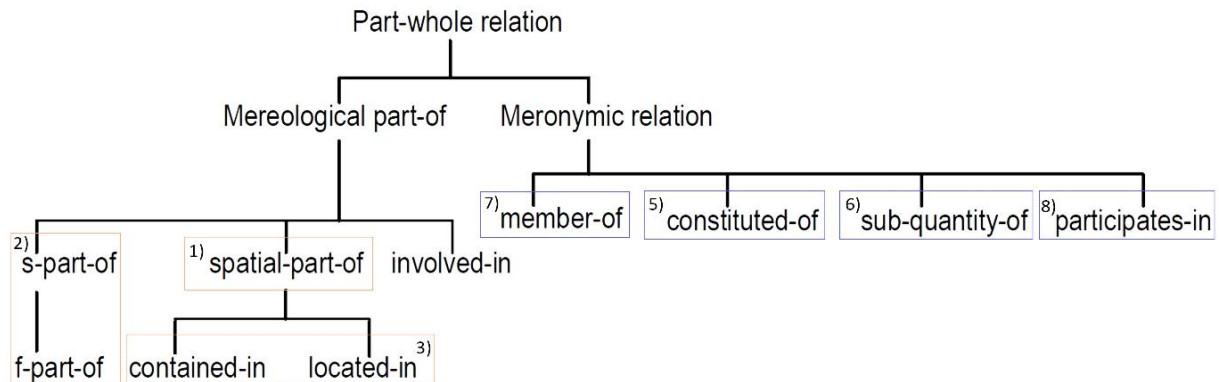 Part-whole relation
Mereological part-of Meronymic relation
7) member-of 5) constituted-of 6) sub-quantity-of 8) participates-in
2) s-part-of 1) spatial-part-of involved-in
f-part-of contained-in located-in 3)